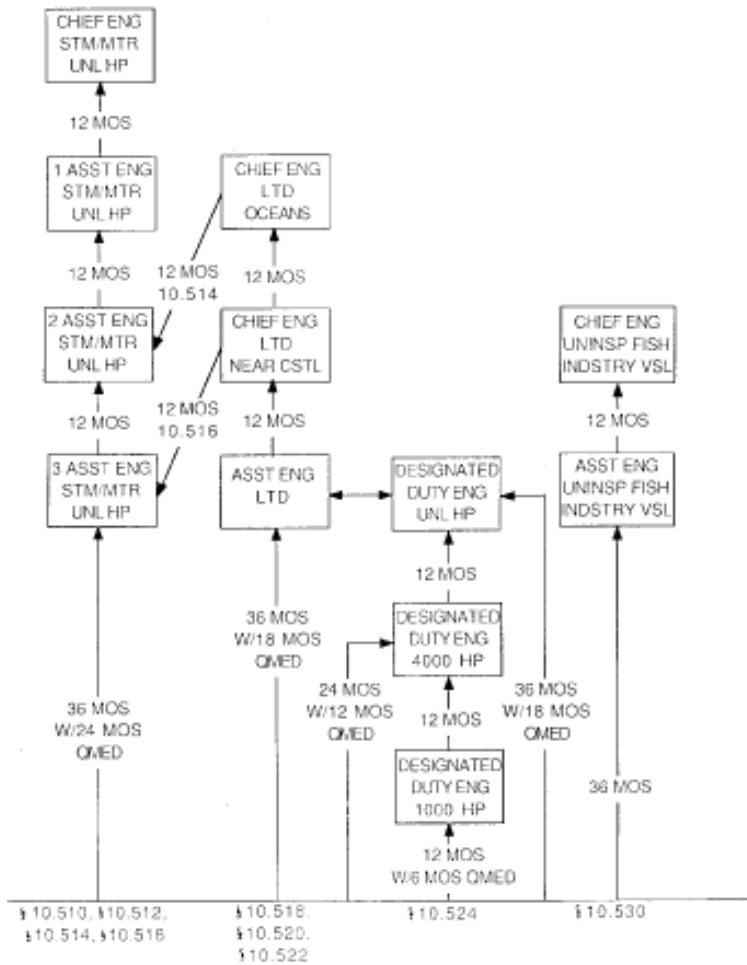 CHIEF ENG
STM/MTR
UNL HP
12 MOS
1 ASST ENG
STM/MTR
UNL HP
CHIEF ENG
LTD
OCEANS
12 MOS
12 MOS
10.514
12 MOS
2 ASST ENG
STM/MTR
UNL HP
CHIEF ENG
LTD
NEAR CSTL
CHIEF ENG
UNINSP FISH
INDSTRY VSL
12 MOS
12 MOS
10.516
12 MOS
12 MOS
3 ASST ENG
STM/MTR
UNL HP
ASST ENG
LTD
DESIGNATED
DUTY ENG
UNL HP
ASST ENG
UNINSP FISH
INDSTRY VSL
12 MOS
36 MOS
W/18 MOS
QMED
DESIGNATED
DUTY ENG
4000 HP
36 MOS
W/24 MOS
QMED
24 MOS
W/12 MOS
QMED
12 MOS
36 MOS
W/18 MOS
QMED
DESIGNATED
DUTY ENG
1000 HP
36 MOS
12 MOS
W/6 MOS QMED
§10.510, §10.512,
§10.514, §10.516
§10.518,
§10.520,
§10.522
§10.524
§10.530